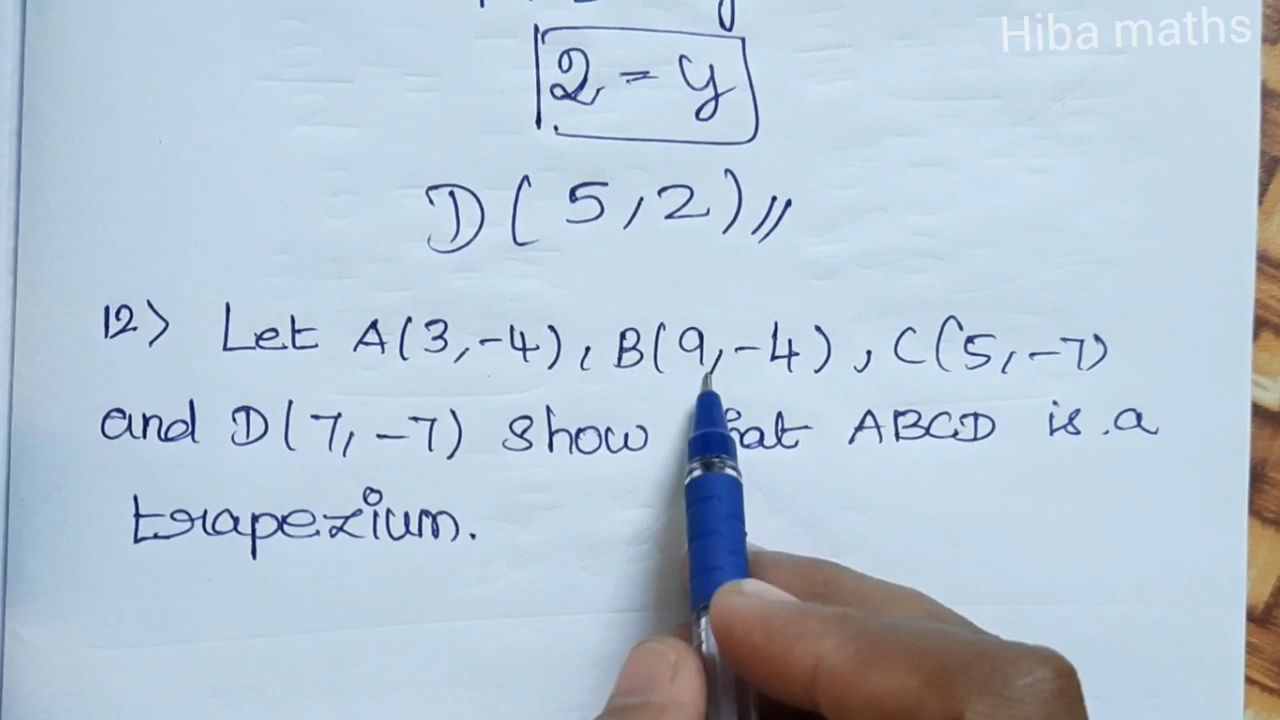 Hiba maths
2 = y
D(5,2)//
12> Let A(3,-4), B(9,-4), C(5,-7)
and D(7,-7) show that ABCD is a
trapezium.